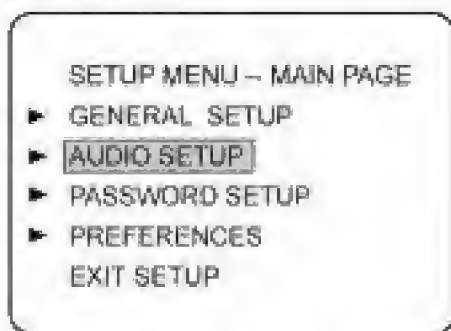 SETUP MENU – MAIN PAGE
GENERAL SETUP
AUDIO SETUP
PASSWORD SETUP
PREFERENCES
EXIT SETUP